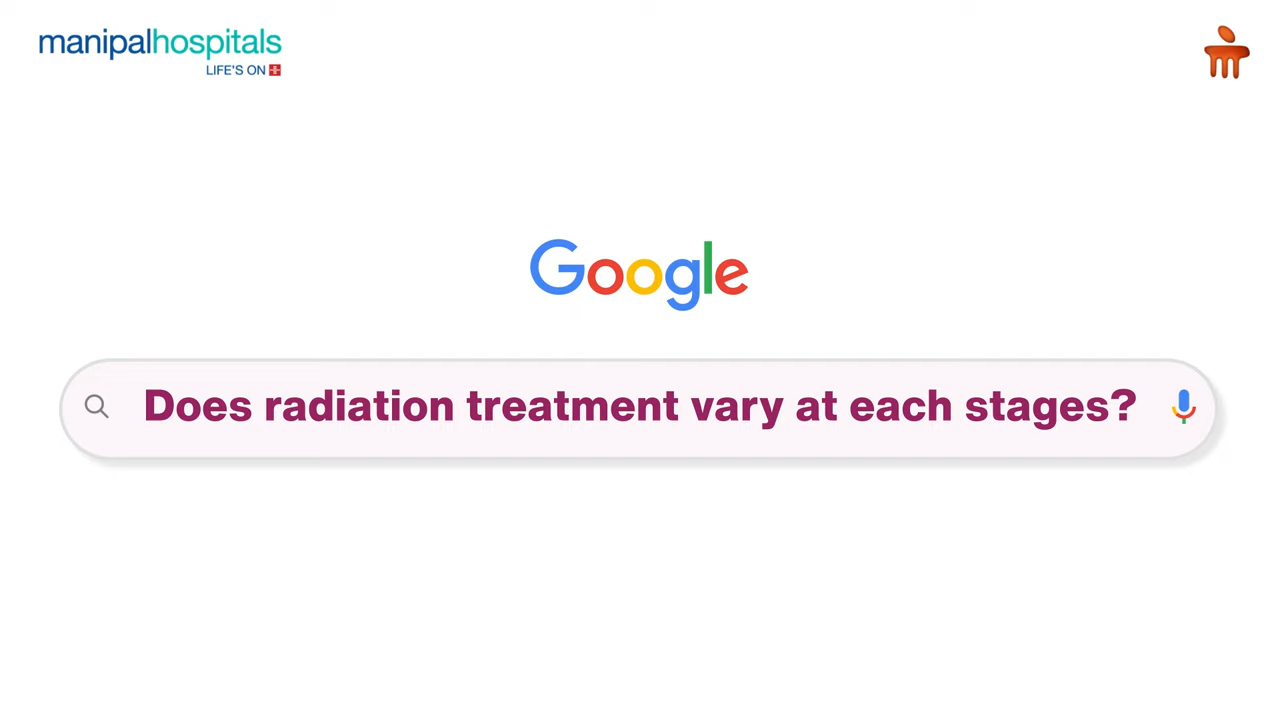 manipalhospitals
LIFE'S ON
Google
Does radiation treatment vary at each stages?